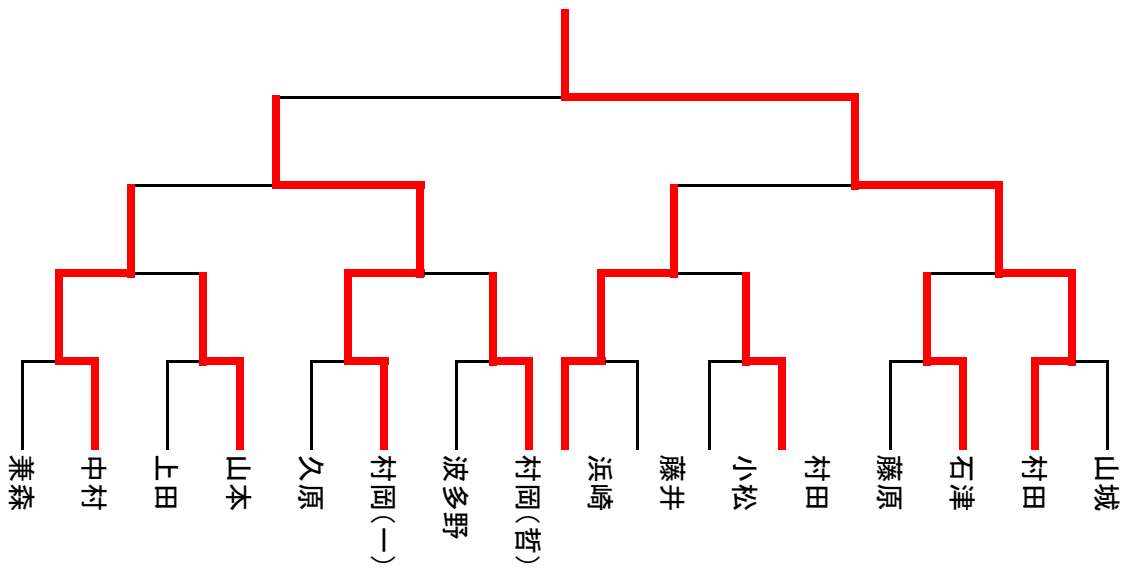 兼森
中村
上田
山本
久原
村岡(一)
波多野
村岡(哲)
浜崎
藤井
小松
村田
藤原
石津
村田
山城